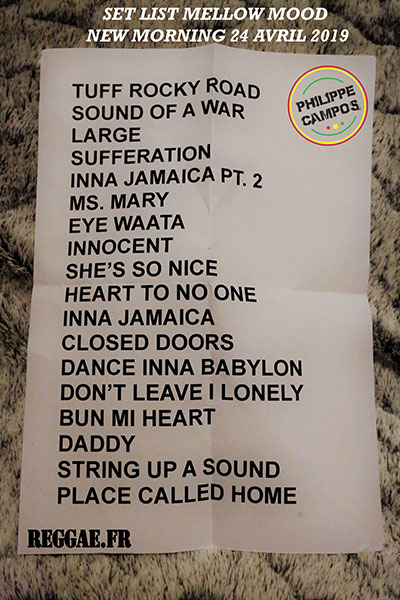 SET LIST MELLOW MOOD
NEW MORNING 24 AVRIL 2019
PHILIPPE
CAMPOS
TUFF ROCKY ROAD
SOUND OF A WAR
LARGE
SUFFERATION
INNA JAMAICA PT. 2
MS. MARY
EYE WAATA
INNOCENT
SHE'S SO NICE
HEART TO NO ONE
INNA JAMAICA
CLOSED DOORS
DANCE INNA BABYLON
DON'T LEAVE I LONELY
BUN MI HEART
DADDY
STRING UP A SOUND
PLACE CALLED HOME
REGGAE.FR